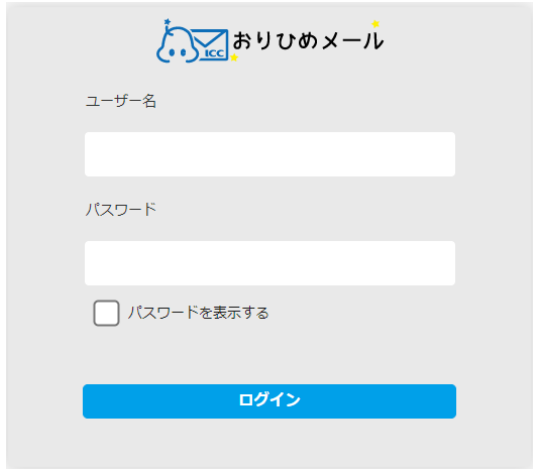 ICC
おりひめメール
ユーザー名
パスワード
パスワードを表示する
ログイン